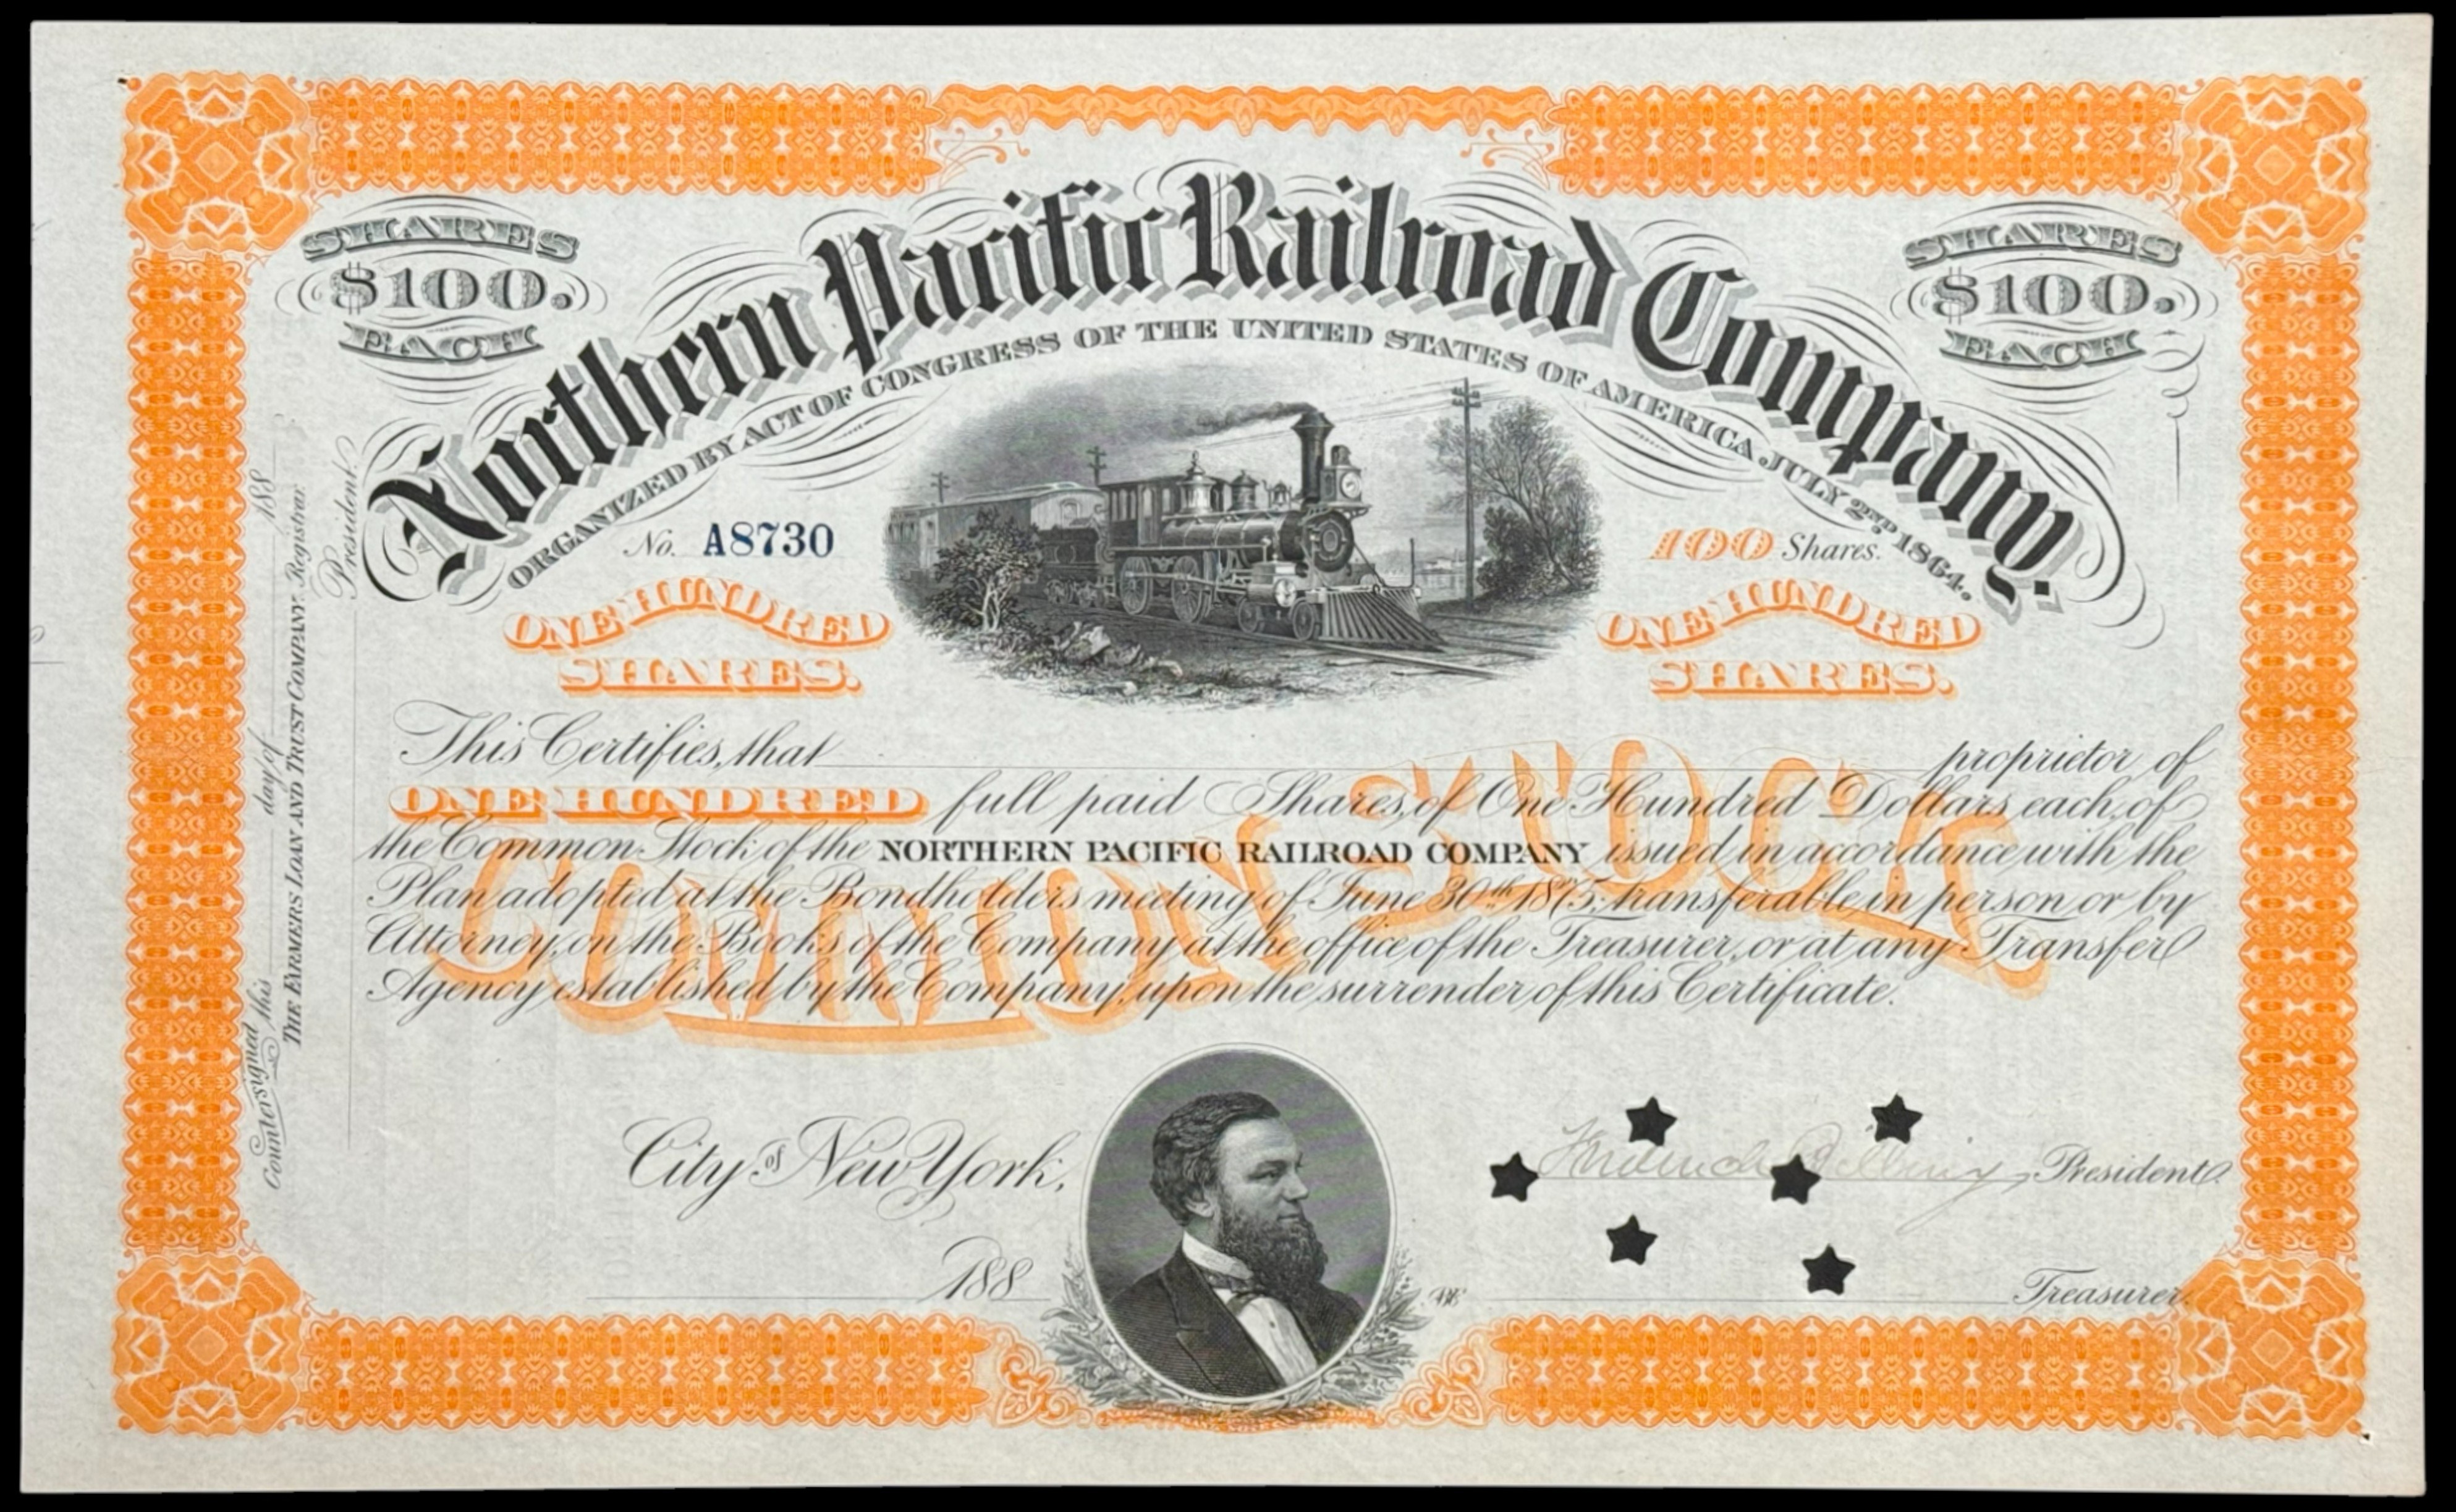 SHARES
$100.
EACH
Northern Pacific Railroad Company.
SHARES
$100.
EACH
ORGANIZED BY ACT OF CONGRESS OF THE UNITED STATES OF AMERICA JULY 2ND 1864.
No. A8730
100 Shares.
ONE HUNDRED
SHARES.
ONE HUNDRED
SHARES.
COMMON STOCK
This Certifies, that proprietor of
ONE HUNDRED full paid Shares, of One Hundred Dollars each, of
the Common Stock of the NORTHERN PACIFIC RAILROAD COMPANY issued in accordance with the
Plan adopted at the Bondholders meeting of June 30th 1875; transferable in person or by
Attorney, on the Books of the Company at the office of the Treasurer, or at any Transfer
Agency established by the Company, upon the surrender of this Certificate.
City of New York,
188
Frederick Billings President.
Treasurer.
Countersigned this day of 188
THE FARMERS LOAN AND TRUST COMPANY. Registrar.
President.